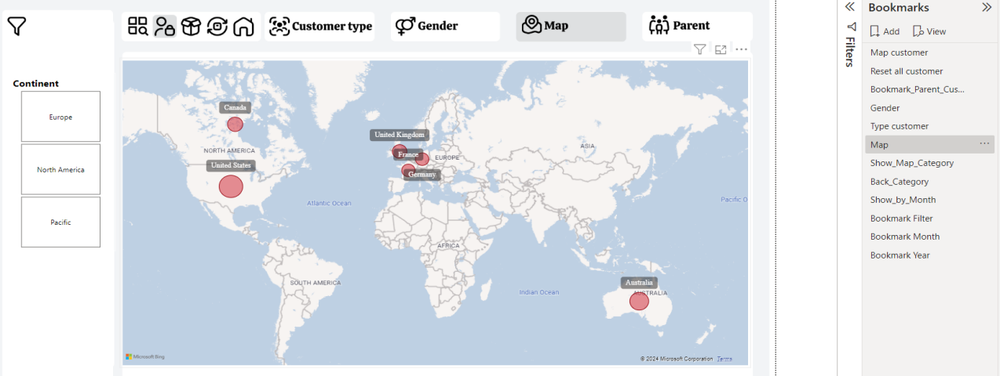 Customer type
Gender
Map
Parent
Continent
Europe
North America
Pacific
Canada
NORTH AMERICA
United States
United Kingdom
France
EUROPE
Germany
ASIA
Atlantic Ocean
Pacific O
AFRICA
SOUTH AMERICA
Indian Ocean
Australia
AUSTRALIA
Microsoft Bing
© 2024 Microsoft Corporation Terms
Filters
Bookmarks
Add View
Map customer
Reset all customer
Bookmark_Parent_Cus...
Gender
Type customer
Map
Show_Map_Category
Back_Category
Show_by_Month
Bookmark Filter
Bookmark Month
Bookmark Year